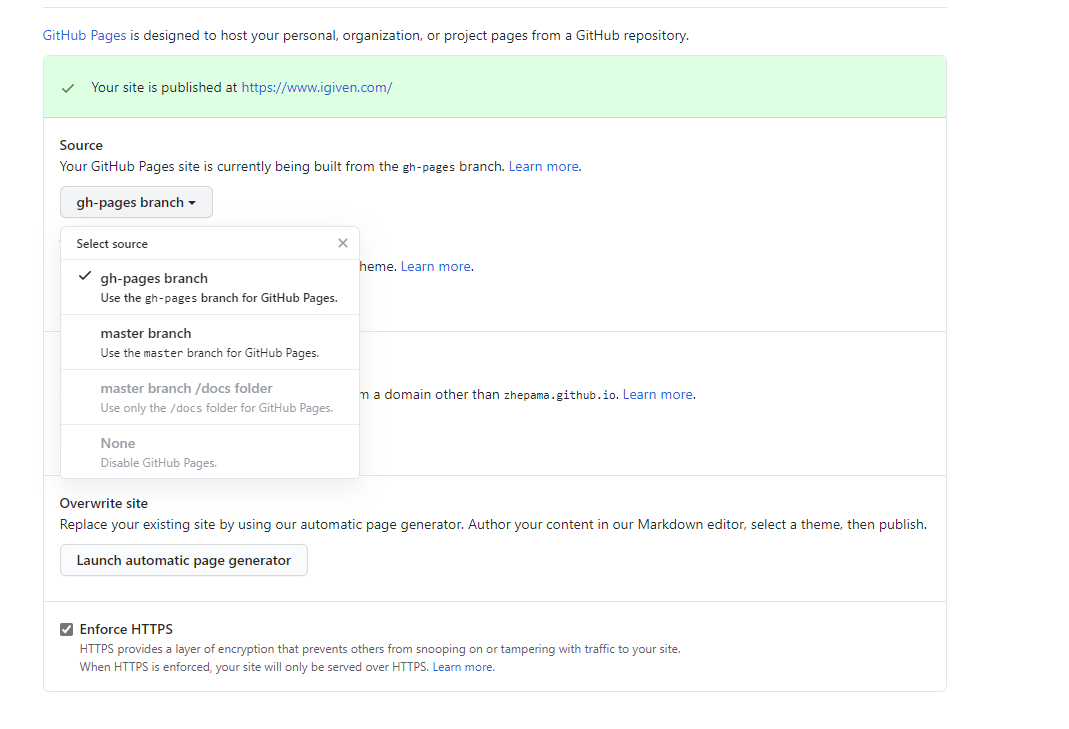 GitHub Pages is designed to host your personal, organization, or project pages from a GitHub repository.
Your site is published at https://www.igiven.com/
Source
Your GitHub Pages site is currently being built from the gh-pages branch. Learn more.
gh-pages branch
Select source
gh-pages branch
Use the gh-pages branch for GitHub Pages.
master branch
Use the master branch for GitHub Pages.
master branch /docs folder
Use only the /docs folder for GitHub Pages.
None
Disable GitHub Pages.
heme. Learn more.
a domain other than zhepama.github.io. Learn more.
Overwrite site
Replace your existing site by using our automatic page generator. Author your content in our Markdown editor, select a theme, then publish.
Launch automatic page generator
Enforce HTTPS
HTTPS provides a layer of encryption that prevents others from snooping on or tampering with traffic to your site.
When HTTPS is enforced, your site will only be served over HTTPS. Learn more.